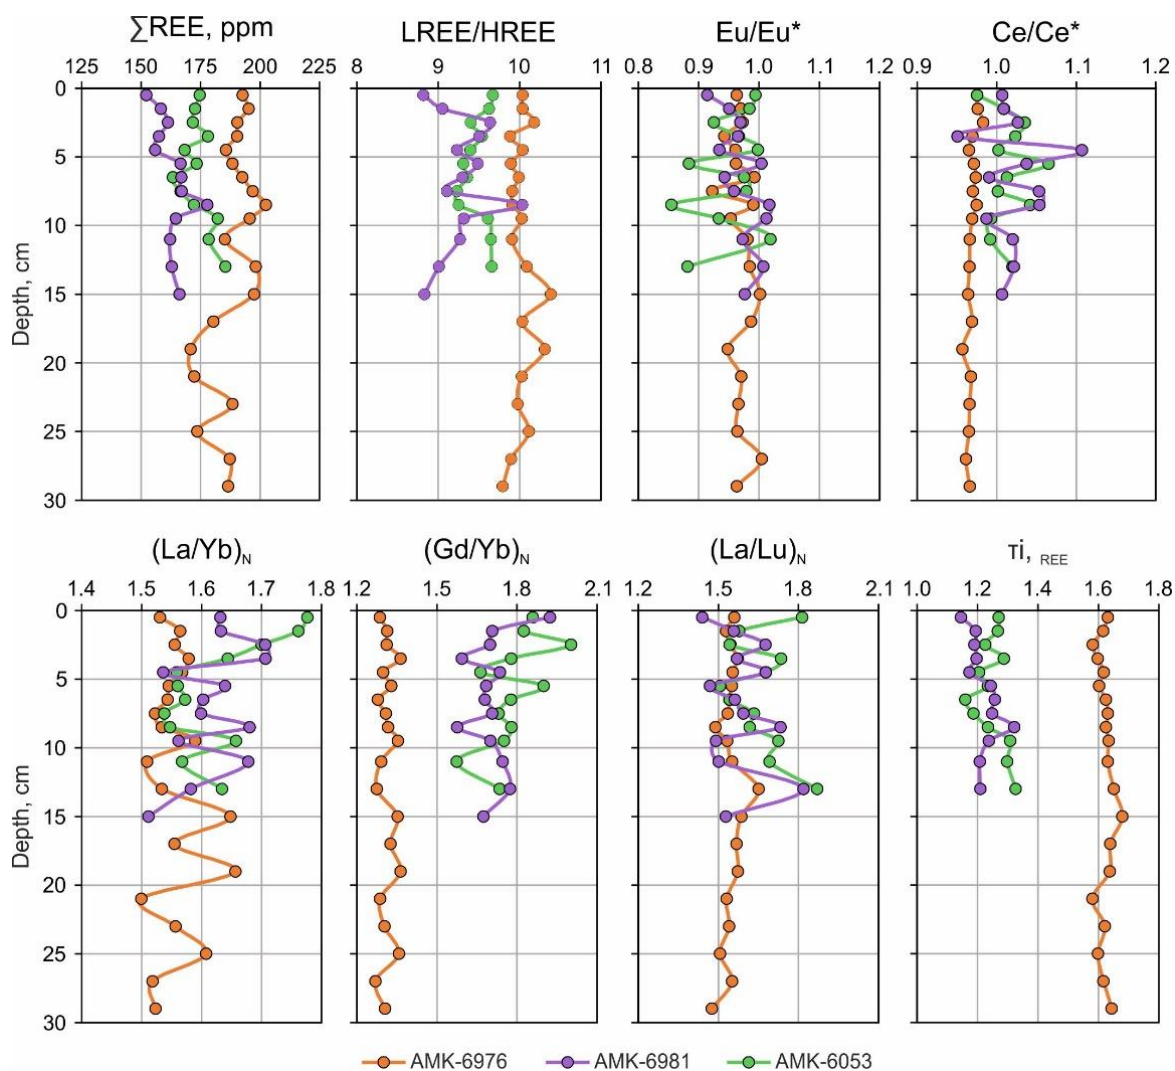 ∑REE, ppm LREE/HREE Eu/Eu* Ce/Ce*
125 150 175 200 225 8 9 10 11 0.8 0.9 1.0 1.1 1.2 0.9 1.0 1.1 1.2
0
5
10
15
20
25
30
Depth, cm
(La/Yb)N (Gd/Yb)N (La/Lu)N τi, REE
1.4 1.5 1.6 1.7 1.8 1.2 1.5 1.8 2.1 1.2 1.5 1.8 2.1 1.0 1.2 1.4 1.6 1.8
0
5
10
15
20
25
30
Depth, cm
AMK-6976 AMK-6981 AMK-6053